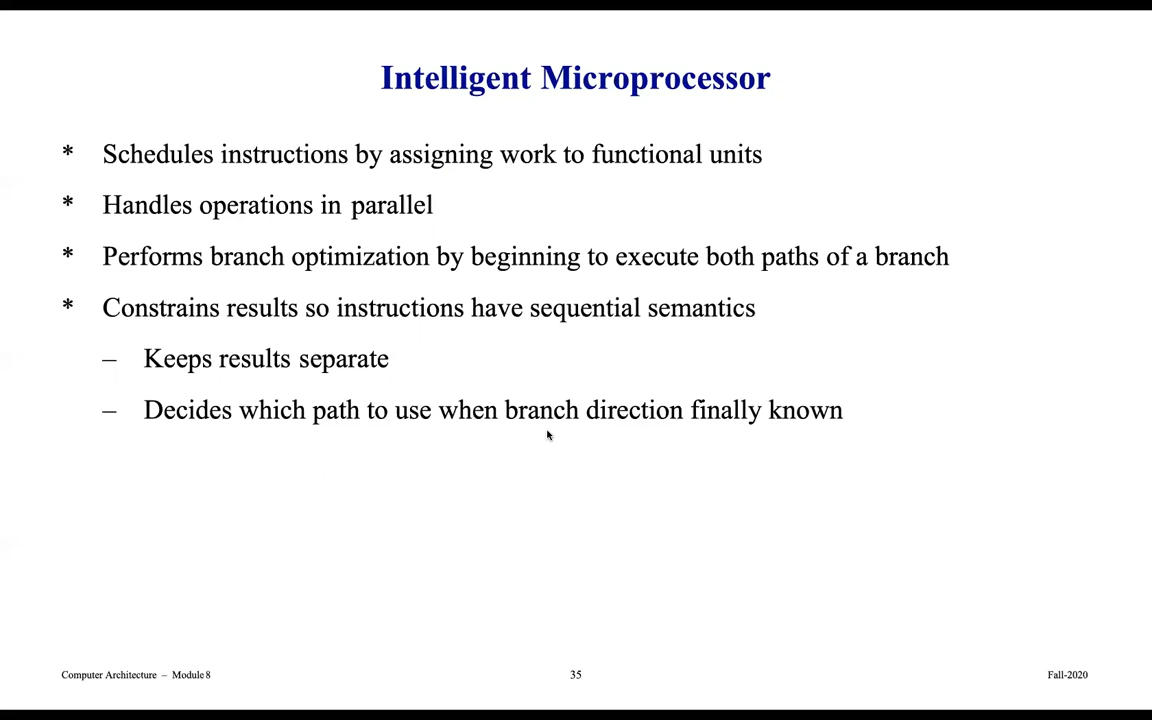 Intelligent Microprocessor
* Schedules instructions by assigning work to functional units
* Handles operations in parallel
* Performs branch optimization by beginning to execute both paths of a branch
* Constrains results so instructions have sequential semantics
– Keeps results separate
– Decides which path to use when branch direction finally known
Computer Architecture – Module 8 35 Fall-2020